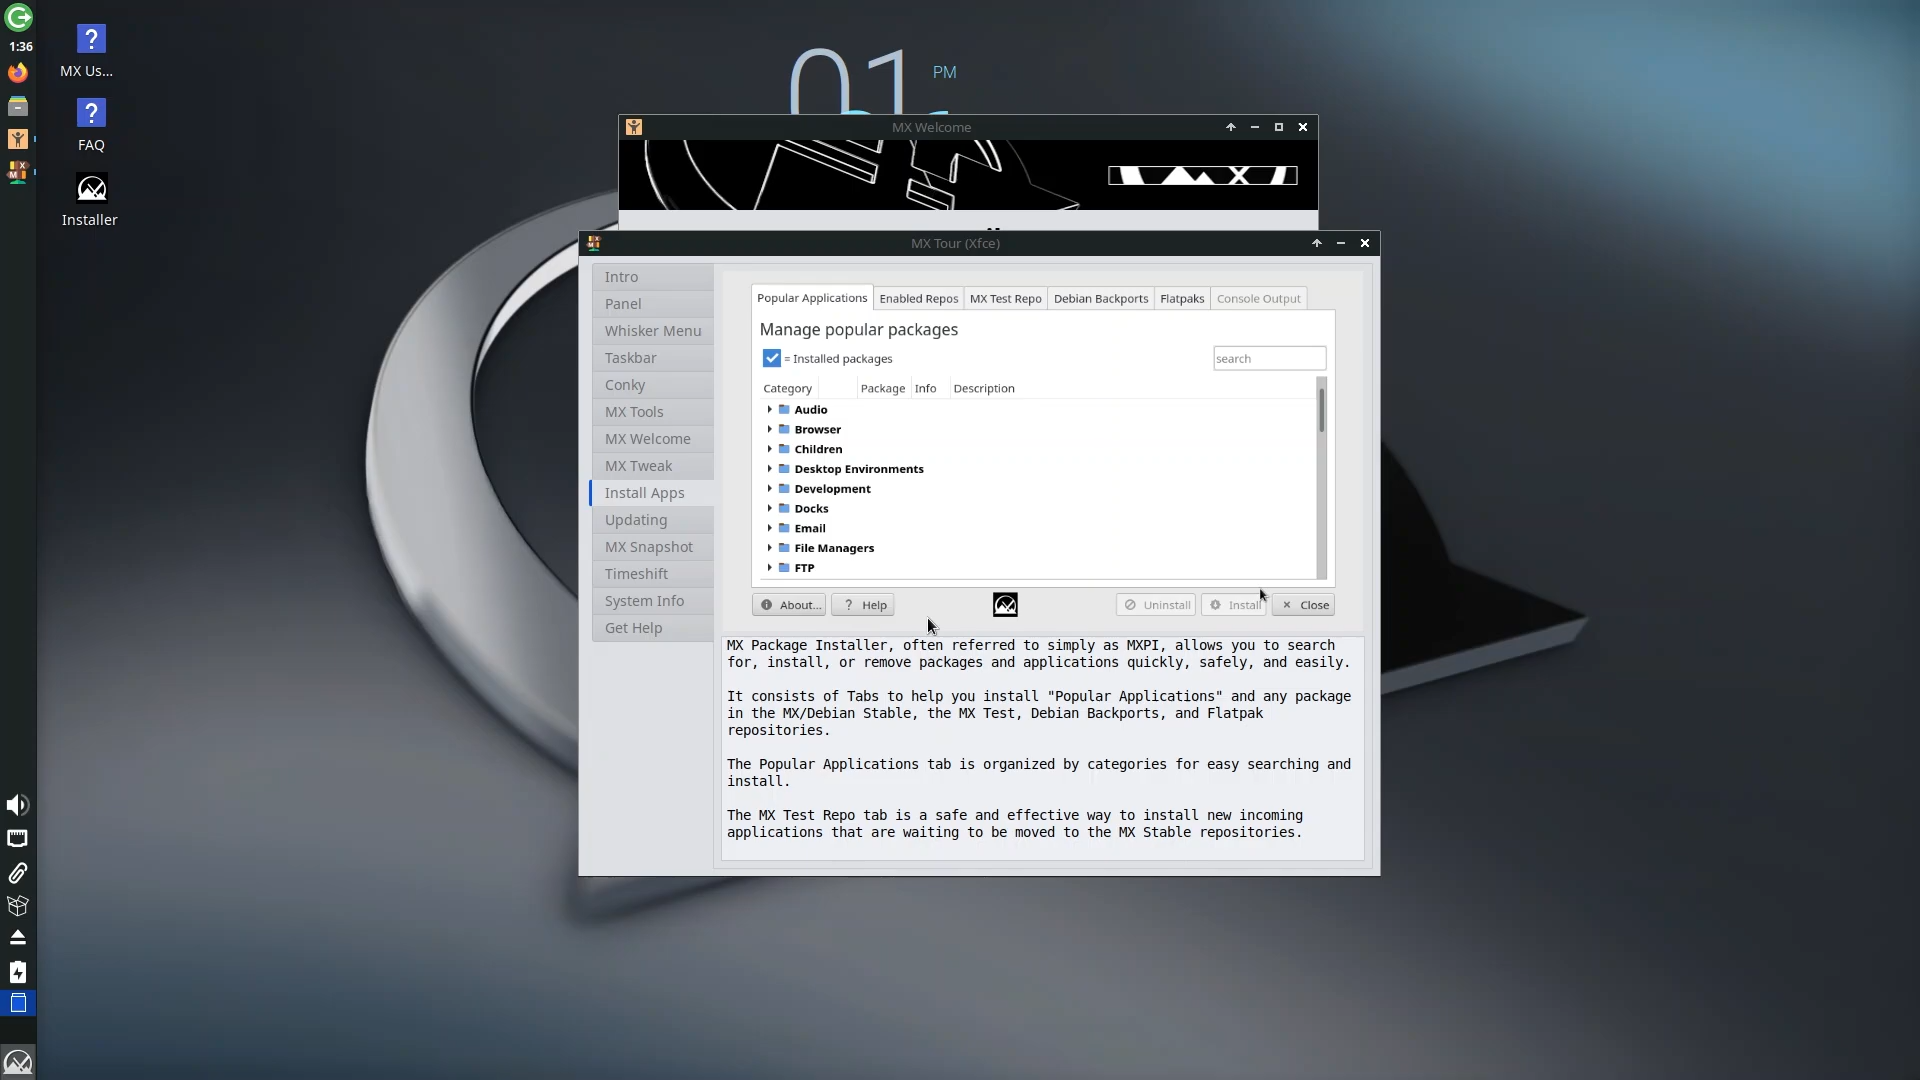 1:36
MX Us...
FAQ
Installer
01
PM
MX Welcome
MX
MX Tour (Xfce)
Intro
Panel
Whisker Menu
Taskbar
Conky
MX Tools
MX Welcome
MX Tweak
Install Apps
Updating
MX Snapshot
Timeshift
System Info
Get Help
Popular Applications
Enabled Repos
MX Test Repo
Debian Backports
Flatpaks
Console Output
Manage popular packages
= Installed packages
search
Category Package Info Description
Audio
Browser
Children
Desktop Environments
Development
Docks
Email
File Managers
FTP
About...
? Help
Uninstall
Install
Close
MX Package Installer, often referred to simply as MXPI, allows you to search
for, install, or remove packages and applications quickly, safely, and easily.
It consists of Tabs to help you install "Popular Applications" and any package
in the MX/Debian Stable, the MX Test, Debian Backports, and Flatpak
repositories.
The Popular Applications tab is organized by categories for easy searching and
install.
The MX Test Repo tab is a safe and effective way to install new incoming
applications that are waiting to be moved to the MX Stable repositories.